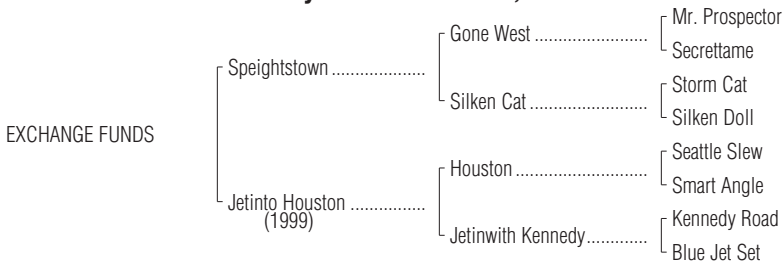 Mr. Prospector
Gone West ........................
Secrettame
Speightstown ....................
Storm Cat
Silken Cat .........................
Silken Doll
EXCHANGE FUNDS
Seattle Slew
Houston ............................
Smart Angle
Jetinto Houston ................
(1999)
Kennedy Road
Jetinwith Kennedy .............
Blue Jet Set